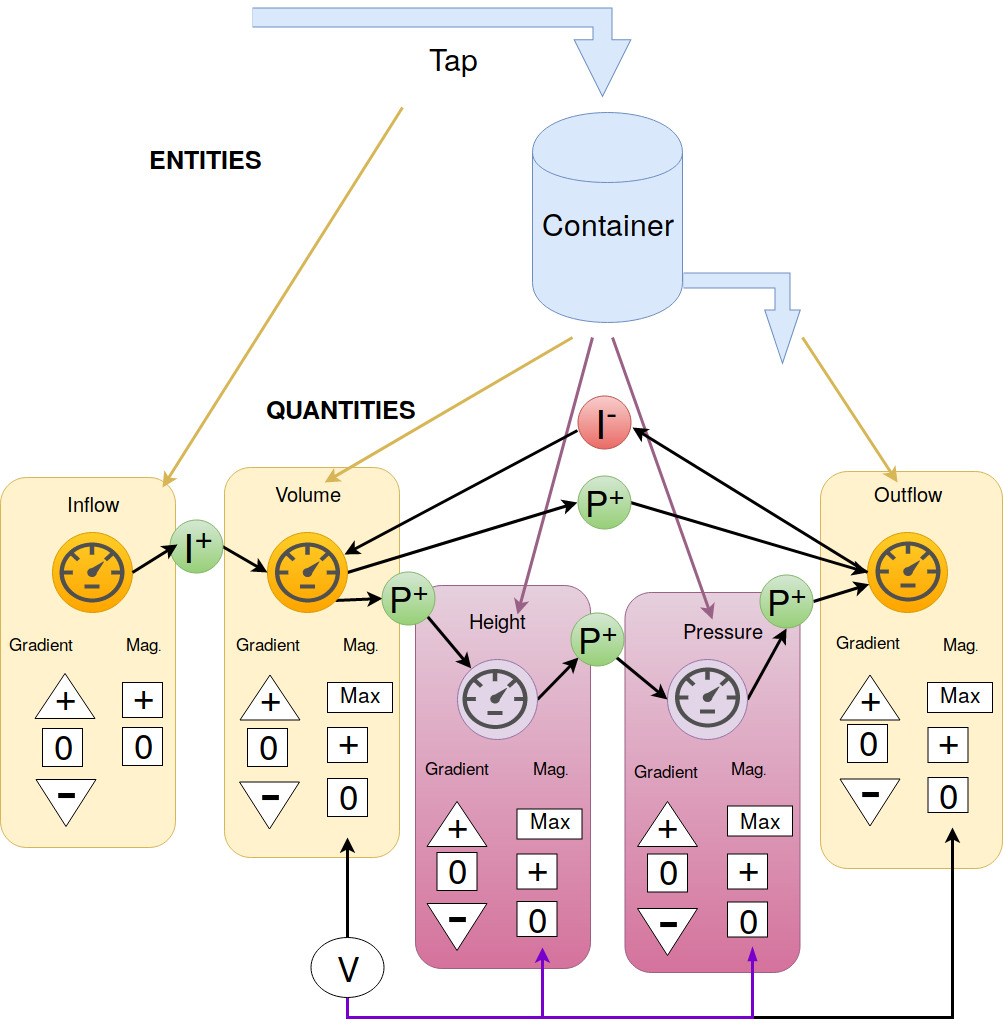 Tap
ENTITIES
Container
QUANTITIES
I-
P+
Inflow
I+
Volume
P+
Height
P+
Pressure
P+
Outflow
Gradient Mag.
+ +
0 0
-
Gradient Mag.
+ Max
0 +
- 0
Gradient Mag.
+ Max
0 +
- 0
Gradient Mag.
+ Max
0 +
- 0
Gradient Mag.
+ Max
0 +
- 0
V